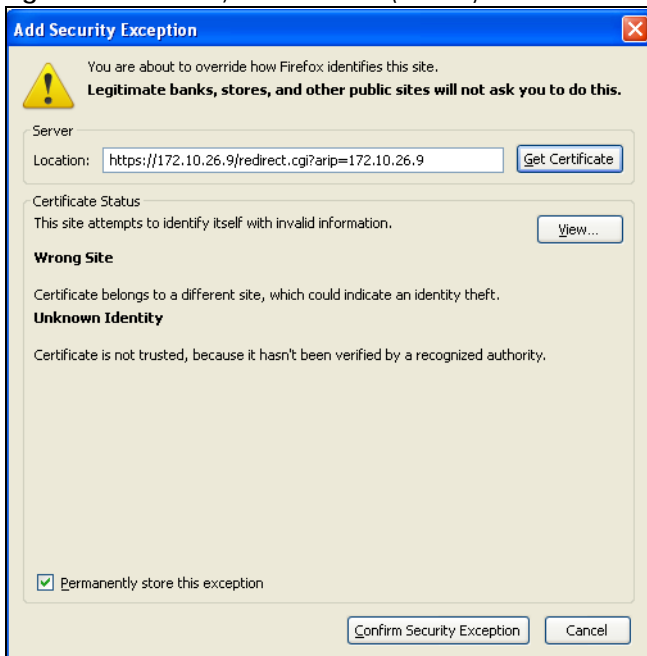 Add Security Exception
You are about to override how Firefox identifies this site.
Legitimate banks, stores, and other public sites will not ask you to do this.
Server
Location: https://172.10.26.9/redirect.cgi?arip=172.10.26.9 Get Certificate
Certificate Status
This site attempts to identify itself with invalid information. View...
Wrong Site
Certificate belongs to a different site, which could indicate an identity theft.
Unknown Identity
Certificate is not trusted, because it hasn't been verified by a recognized authority.
Permanently store this exception
Confirm Security Exception Cancel